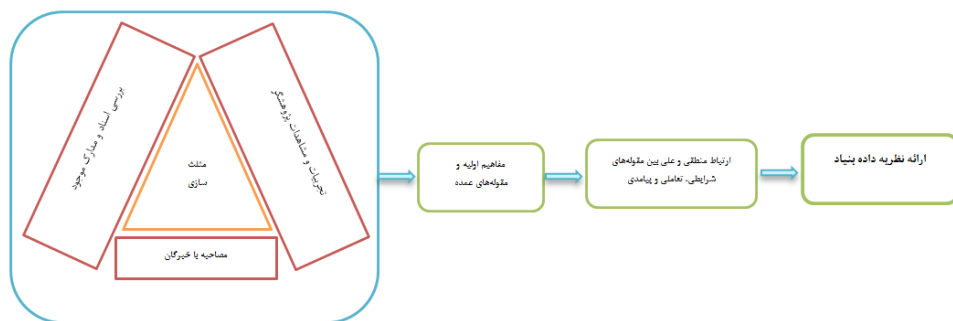 بررسی اسناد و مدارک موجود
تجربیات و مشاهدات پژوهشگر
مثلث
سازی
مصاحبه با خبرگان
مفاهیم اولیه و
مقوله‌های عمده
ارتباط منطقی و علی بین مقوله‌های
شرایطی، تعاملی و پیامدی
ارائه نظریه داده بنیاد